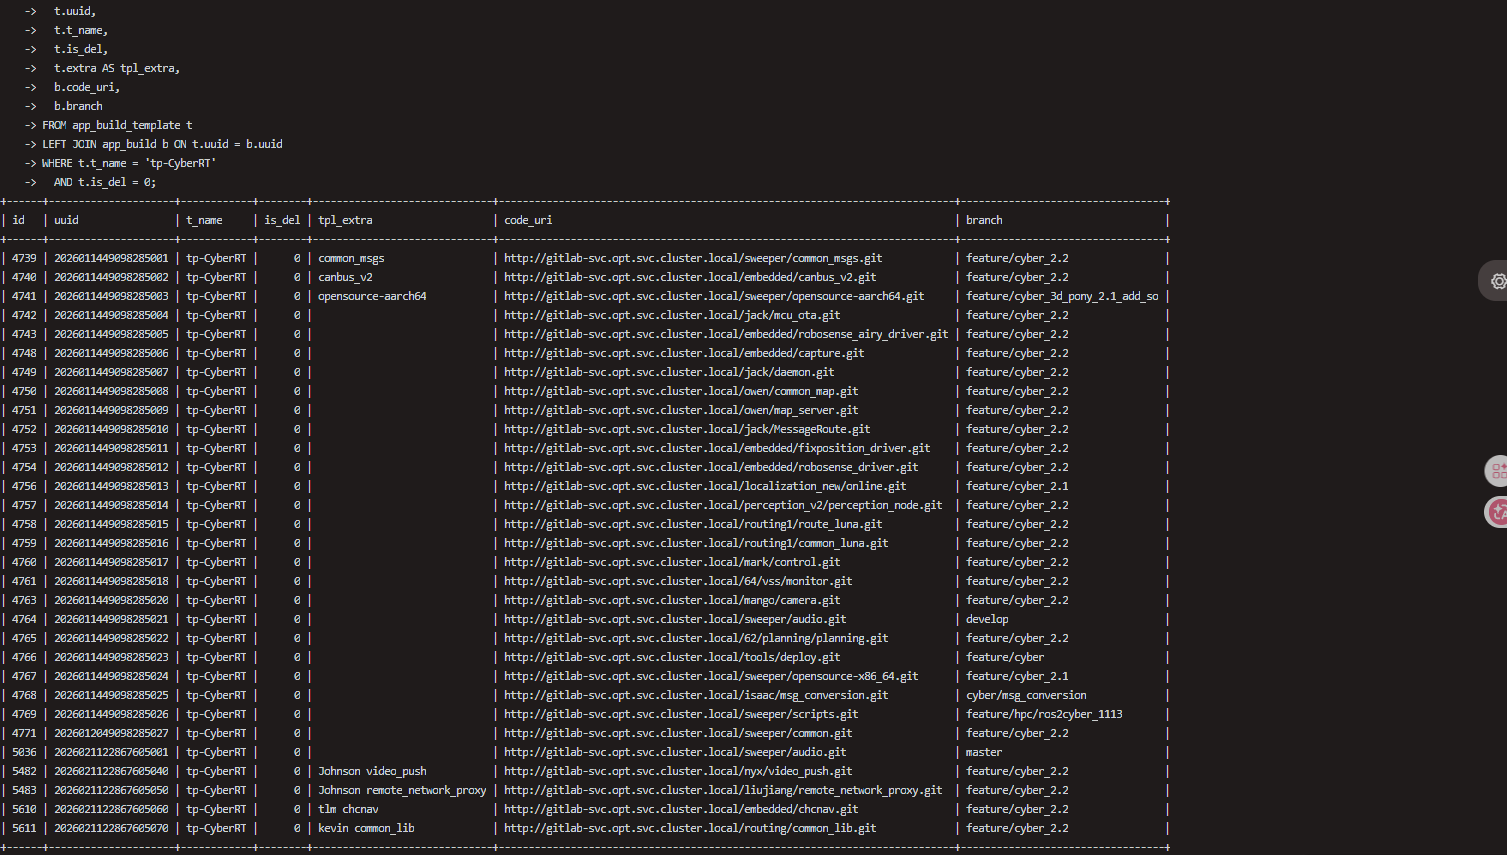 ->   t.uuid,
    ->   t.t_name,
    ->   t.is_del,
    ->   t.extra AS tpl_extra,
    ->   b.code_uri,
    ->   b.branch
    -> FROM app_build_template t
    -> LEFT JOIN app_build b ON t.uuid = b.uuid
    -> WHERE t.t_name = 'tp-CyberRT'
    ->   AND t.is_del = 0;
| id | uuid | t_name | is_del | tpl_extra | code_uri | branch |
| 4739 | 2026011449098285001 | tp-CyberRT | 0 | common_msgs | http://gitlab-svc.opt.svc.cluster.local/sweeper/common_msgs.git | feature/cyber_2.2 |
| 4740 | 2026011449098285002 | tp-CyberRT | 0 | canbus_v2 | http://gitlab-svc.opt.svc.cluster.local/embedded/canbus_v2.git | feature/cyber_2.2 |
| 4741 | 2026011449098285003 | tp-CyberRT | 0 | opensource-aarch64 | http://gitlab-svc.opt.svc.cluster.local/sweeper/opensource-aarch64.git | feature/cyber_3d_pony_2.1_add_so |
| 4742 | 2026011449098285004 | tp-CyberRT | 0 | | http://gitlab-svc.opt.svc.cluster.local/jack/mcu_ota.git | feature/cyber_2.2 |
| 4743 | 2026011449098285005 | tp-CyberRT | 0 | | http://gitlab-svc.opt.svc.cluster.local/embedded/robosense_airy_driver.git | feature/cyber_2.2 |
| 4748 | 2026011449098285006 | tp-CyberRT | 0 | | http://gitlab-svc.opt.svc.cluster.local/embedded/capture.git | feature/cyber_2.2 |
| 4749 | 2026011449098285007 | tp-CyberRT | 0 | | http://gitlab-svc.opt.svc.cluster.local/jack/daemon.git | feature/cyber_2.2 |
| 4750 | 2026011449098285008 | tp-CyberRT | 0 | | http://gitlab-svc.opt.svc.cluster.local/owen/common_map.git | feature/cyber_2.2 |
| 4751 | 2026011449098285009 | tp-CyberRT | 0 | | http://gitlab-svc.opt.svc.cluster.local/owen/map_server.git | feature/cyber_2.2 |
| 4752 | 2026011449098285010 | tp-CyberRT | 0 | | http://gitlab-svc.opt.svc.cluster.local/jack/MessageRoute.git | feature/cyber_2.2 |
| 4753 | 2026011449098285011 | tp-CyberRT | 0 | | http://gitlab-svc.opt.svc.cluster.local/embedded/fixposition_driver.git | feature/cyber_2.2 |
| 4754 | 2026011449098285012 | tp-CyberRT | 0 | | http://gitlab-svc.opt.svc.cluster.local/embedded/robosense_driver.git | feature/cyber_2.2 |
| 4756 | 2026011449098285013 | tp-CyberRT | 0 | | http://gitlab-svc.opt.svc.cluster.local/localization_new/online.git | feature/cyber_2.1 |
| 4757 | 2026011449098285014 | tp-CyberRT | 0 | | http://gitlab-svc.opt.svc.cluster.local/perception_v2/perception_node.git | feature/cyber_2.2 |
| 4758 | 2026011449098285015 | tp-CyberRT | 0 | | http://gitlab-svc.opt.svc.cluster.local/routing1/route_luna.git | feature/cyber_2.2 |
| 4759 | 2026011449098285016 | tp-CyberRT | 0 | | http://gitlab-svc.opt.svc.cluster.local/routing1/common_luna.git | feature/cyber_2.2 |
| 4760 | 2026011449098285017 | tp-CyberRT | 0 | | http://gitlab-svc.opt.svc.cluster.local/mark/control.git | feature/cyber_2.2 |
| 4761 | 2026011449098285018 | tp-CyberRT | 0 | | http://gitlab-svc.opt.svc.cluster.local/64/vss/monitor.git | feature/cyber_2.2 |
| 4763 | 2026011449098285020 | tp-CyberRT | 0 | | http://gitlab-svc.opt.svc.cluster.local/mango/camera.git | feature/cyber_2.2 |
| 4764 | 2026011449098285021 | tp-CyberRT | 0 | | http://gitlab-svc.opt.svc.cluster.local/sweeper/audio.git | develop |
| 4765 | 2026011449098285022 | tp-CyberRT | 0 | | http://gitlab-svc.opt.svc.cluster.local/62/planning/planning.git | feature/cyber_2.2 |
| 4766 | 2026011449098285023 | tp-CyberRT | 0 | | http://gitlab-svc.opt.svc.cluster.local/tools/deploy.git | feature/cyber |
| 4767 | 2026011449098285024 | tp-CyberRT | 0 | | http://gitlab-svc.opt.svc.cluster.local/sweeper/opensource-x86_64.git | feature/cyber_2.1 |
| 4768 | 2026011449098285025 | tp-CyberRT | 0 | | http://gitlab-svc.opt.svc.cluster.local/isaac/msg_conversion.git | cyber/msg_conversion |
| 4769 | 2026011449098285026 | tp-CyberRT | 0 | | http://gitlab-svc.opt.svc.cluster.local/sweeper/scripts.git | feature/hpc/ros2cyber_1113 |
| 4771 | 2026012049098285027 | tp-CyberRT | 0 | | http://gitlab-svc.opt.svc.cluster.local/sweeper/common.git | feature/cyber_2.2 |
| 5036 | 2026021122867605001 | tp-CyberRT | 0 | | http://gitlab-svc.opt.svc.cluster.local/sweeper/audio.git | master |
| 5482 | 2026021122867605040 | tp-CyberRT | 0 | Johnson video_push | http://gitlab-svc.opt.svc.cluster.local/nyx/video_push.git | feature/cyber_2.2 |
| 5483 | 2026021122867605050 | tp-CyberRT | 0 | Johnson remote_network_proxy | http://gitlab-svc.opt.svc.cluster.local/liujiang/remote_network_proxy.git | feature/cyber_2.2 |
| 5610 | 2026021122867605060 | tp-CyberRT | 0 | tlm chcnav | http://gitlab-svc.opt.svc.cluster.local/embedded/chcnav.git | feature/cyber_2.2 |
| 5611 | 2026021122867605070 | tp-CyberRT | 0 | kevin common_lib | http://gitlab-svc.opt.svc.cluster.local/routing/common_lib.git | feature/cyber_2.2 |